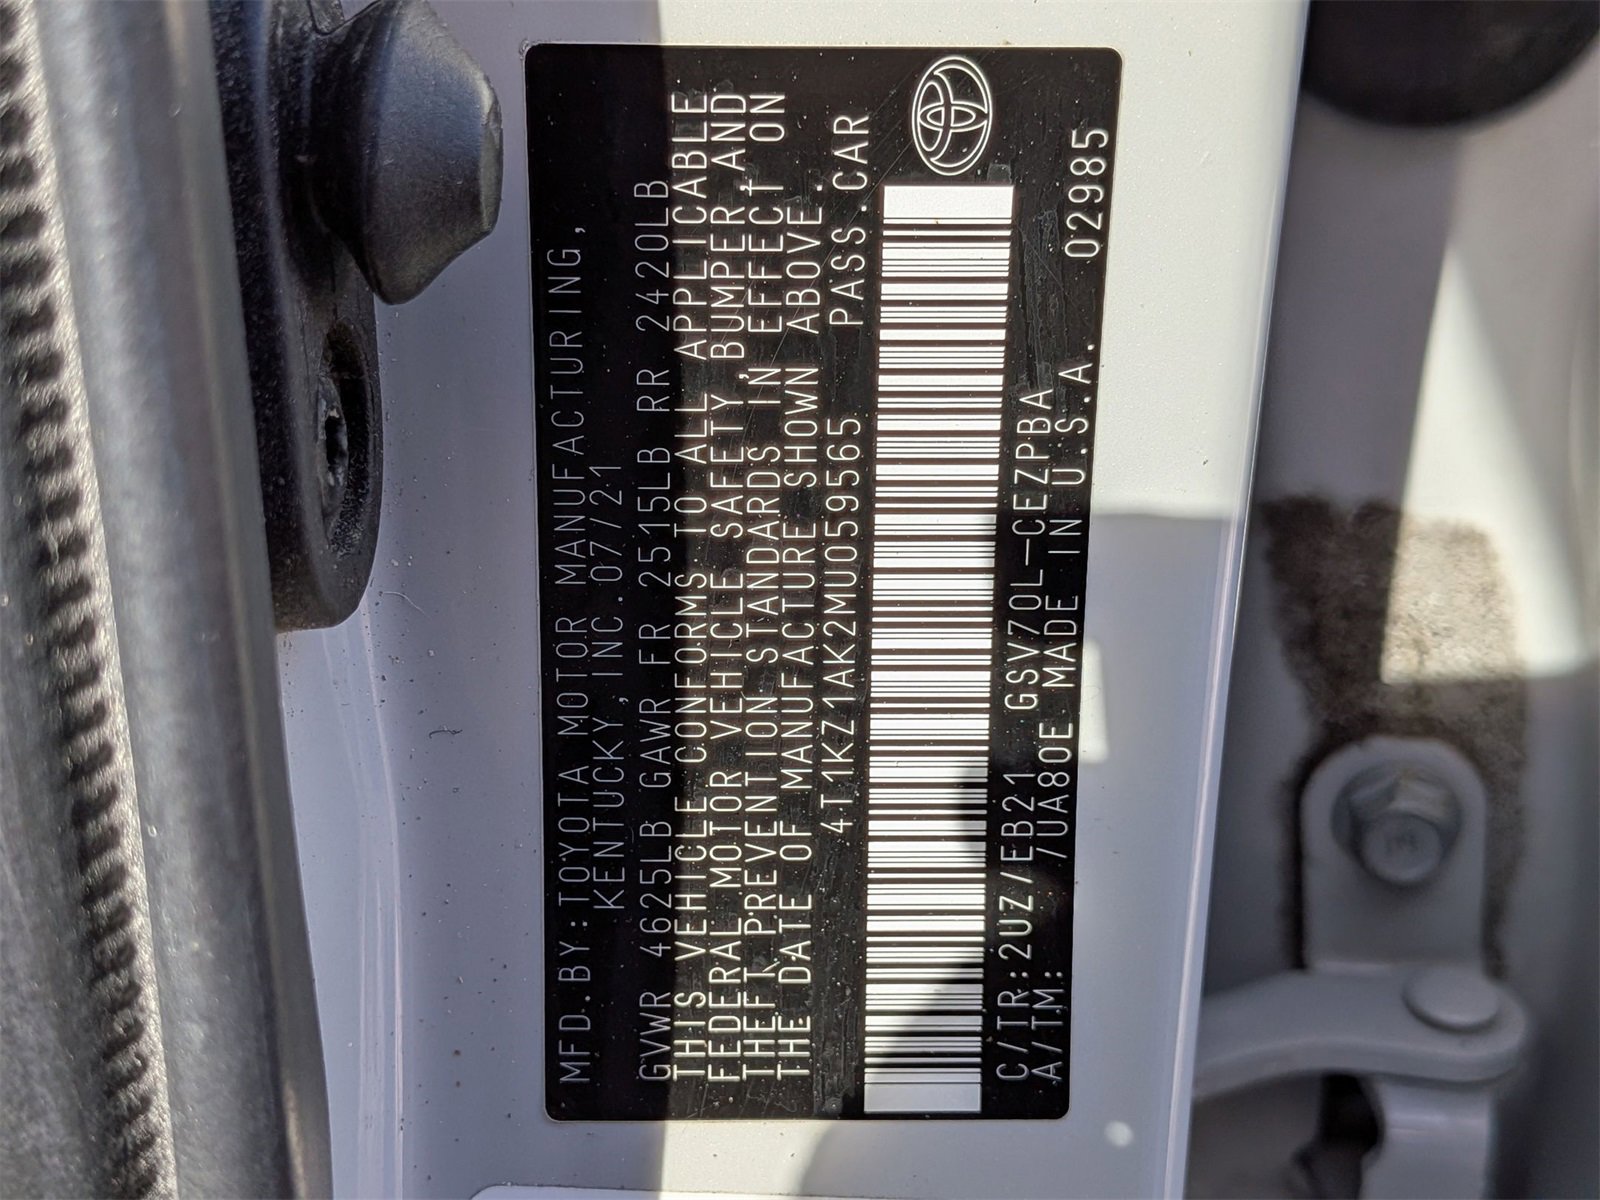 MFD.BY:TOYOTA MOTOR MANUFACTURING,
KENTUCKY,INC.07/21
GVWR 4625LB GAWR FR 2515LB RR 2420LB
THIS VEHICLE CONFORMS TO ALL APPLICABLE
FEDERAL MOTOR VEHICLE SAFETY,BUMPER,AND
THEFT PREVENTION STANDARDS IN EFFECT ON
THE DATE OF MANUFACTURE SHOWN ABOVE.
4T1KZ1AK2MU059565 PASS.CAR
C/TR:2UZ/EB21 GSV70L-CEZPBA
A/TM: /UA80E MADE IN U.S.A. 02985